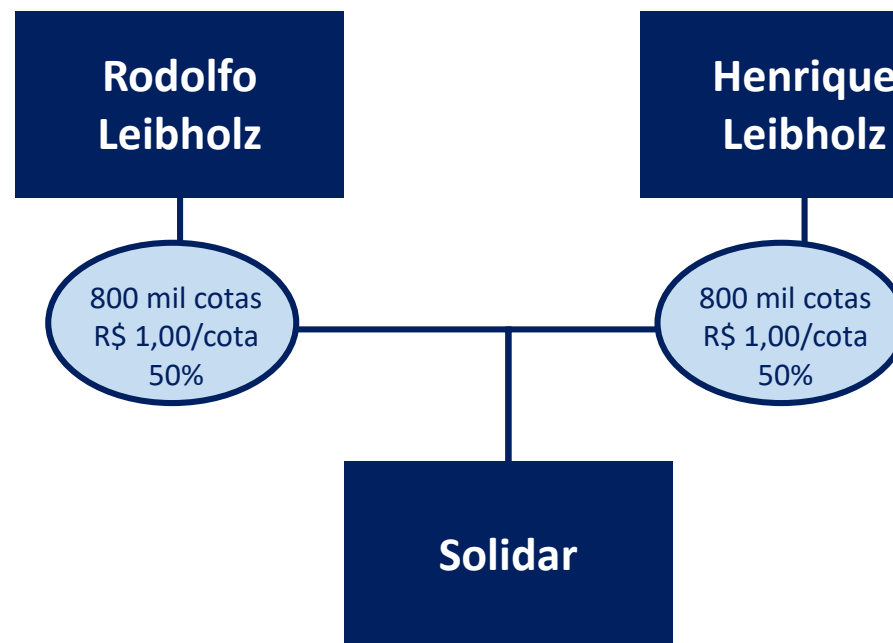 Rodolfo
Leibholz
Henrique
Leibholz
800 mil cotas
R$ 1,00/cota
50%
800 mil cotas
R$ 1,00/cota
50%
Solidar